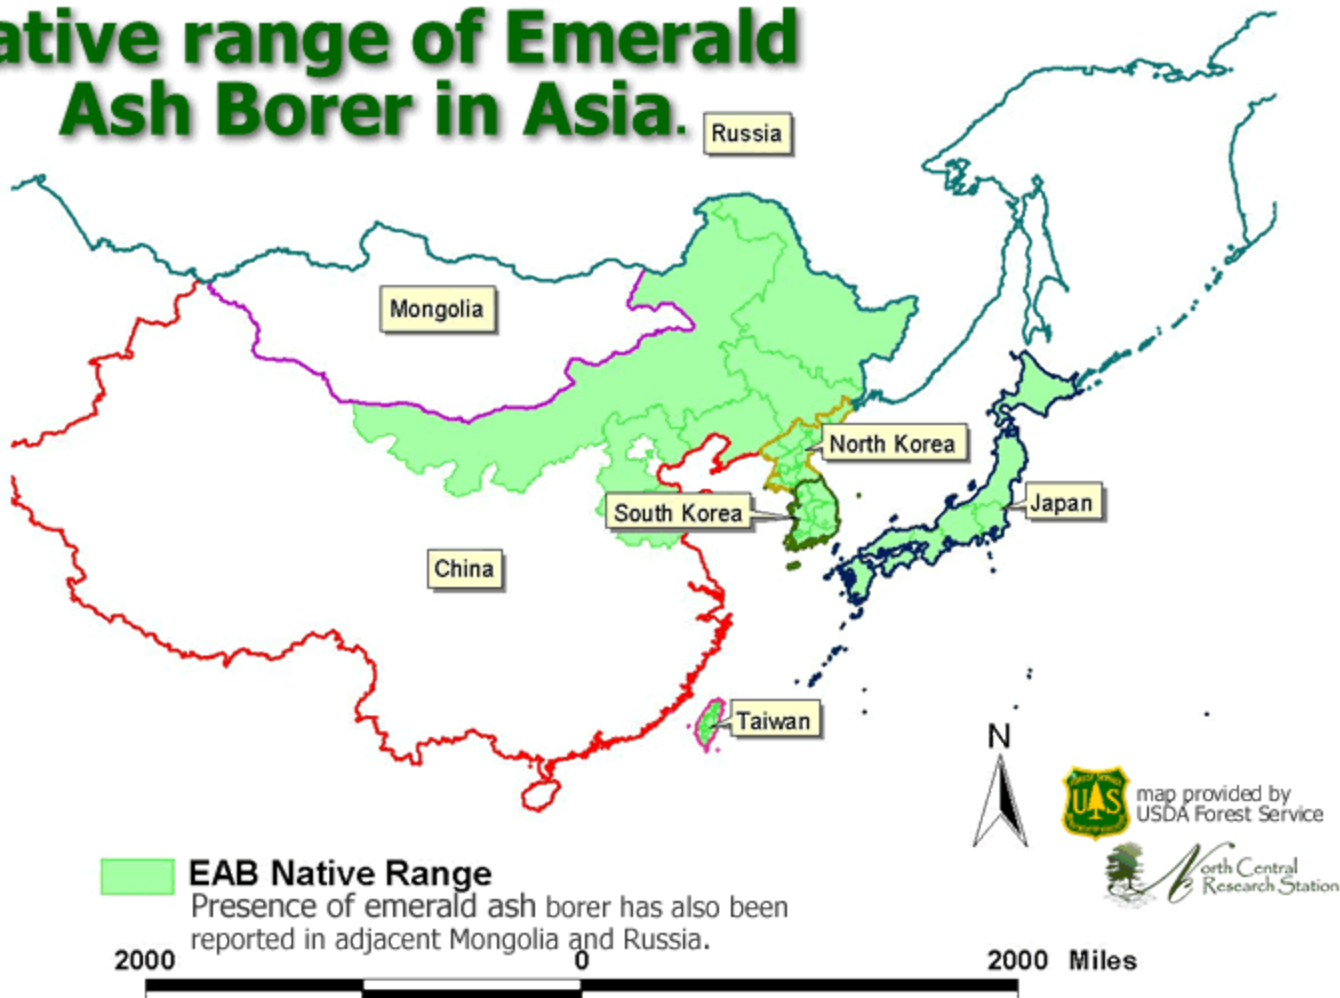 ative range of Emerald
Ash Borer in Asia.
Russia
Mongolia
North Korea
South Korea
Japan
China
Taiwan
N
U S
map provided by
USDA Forest Service
North Central
Research Station
EAB Native Range
Presence of emerald ash borer has also been
reported in adjacent Mongolia and Russia.
2000 0 2000 Miles